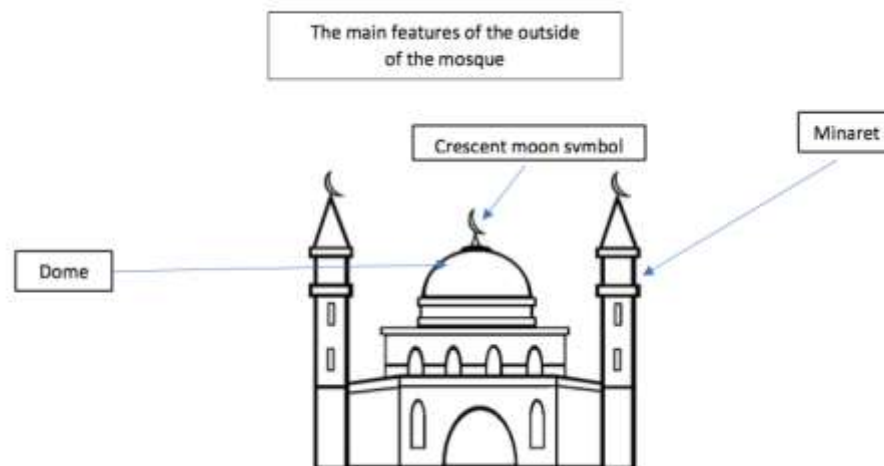 The main features of the outside
of the mosque
Crescent moon symbol
Minaret
Dome